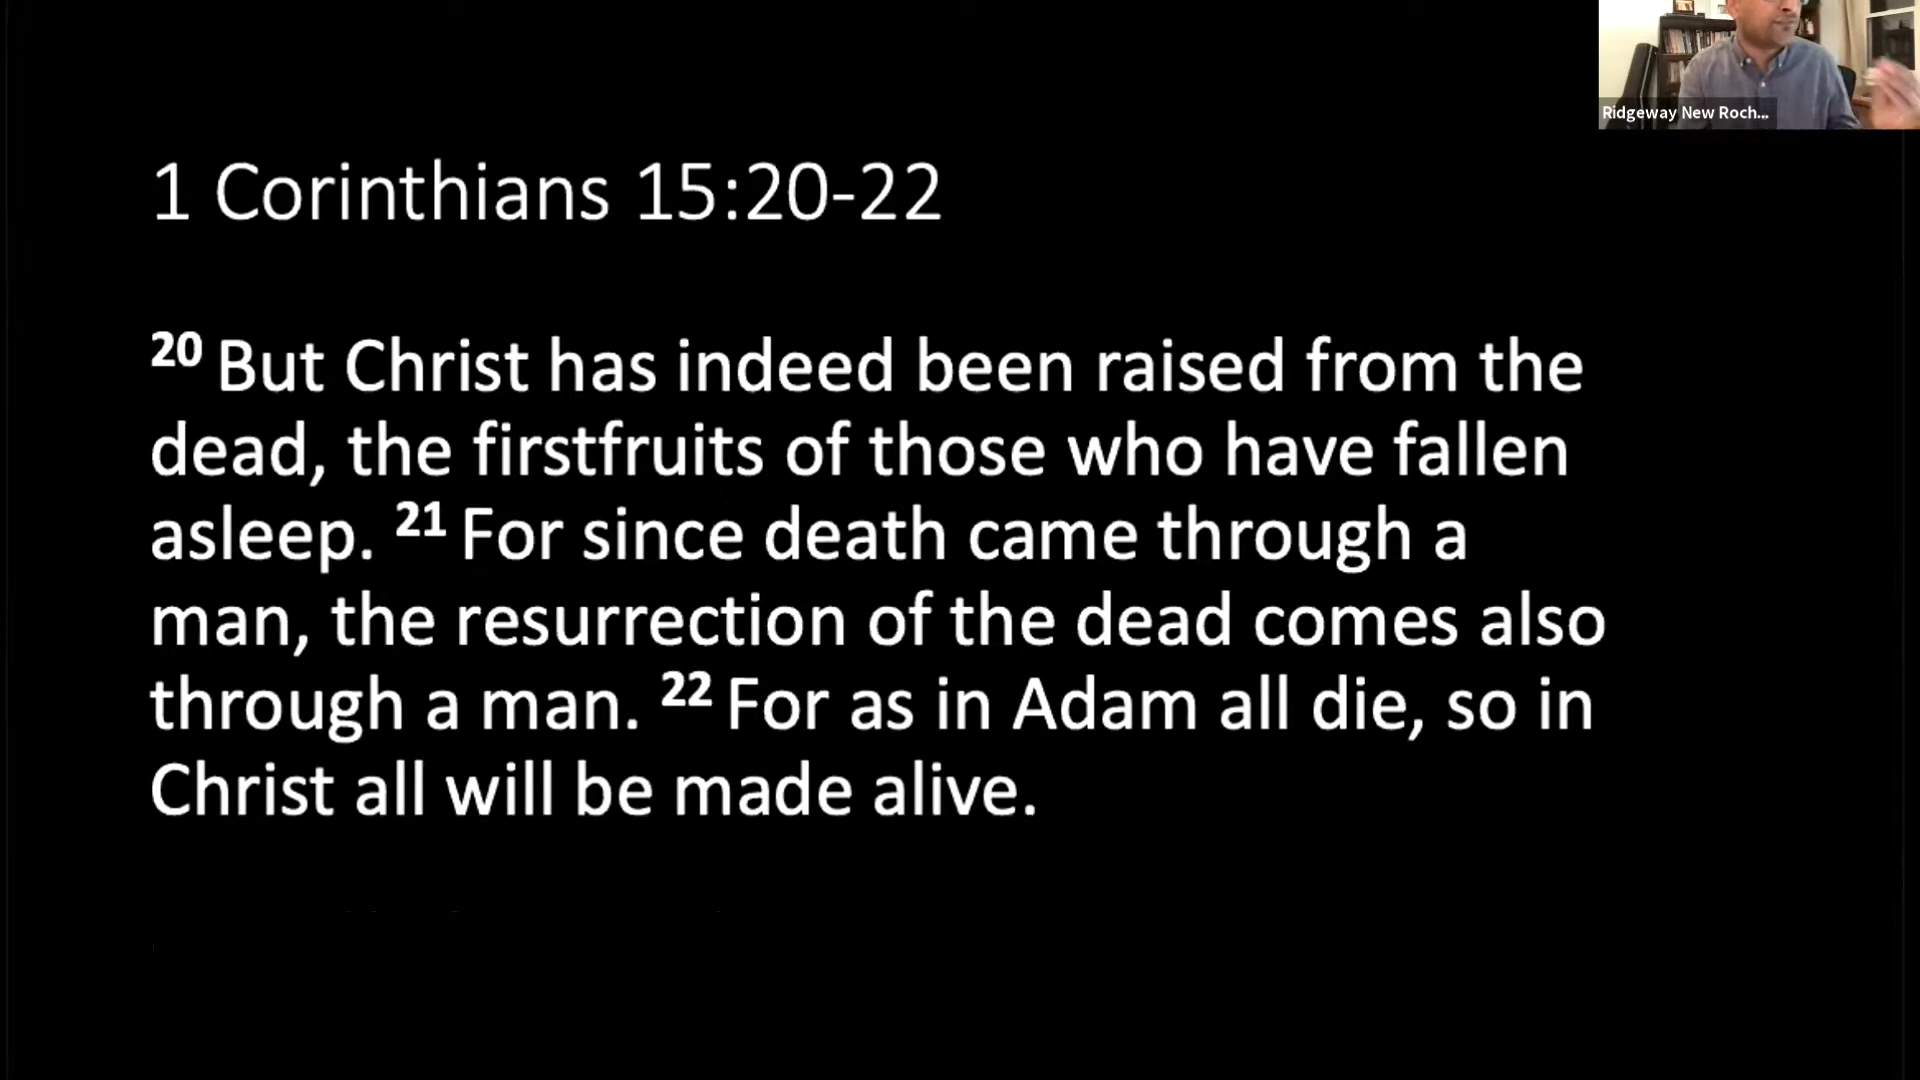 Ridgeway New Roch...
1 Corinthians 15:20-22
20 But Christ has indeed been raised from the
dead, the firstfruits of those who have fallen
asleep. 21 For since death came through a
man, the resurrection of the dead comes also
through a man. 22 For as in Adam all die, so in
Christ all will be made alive.